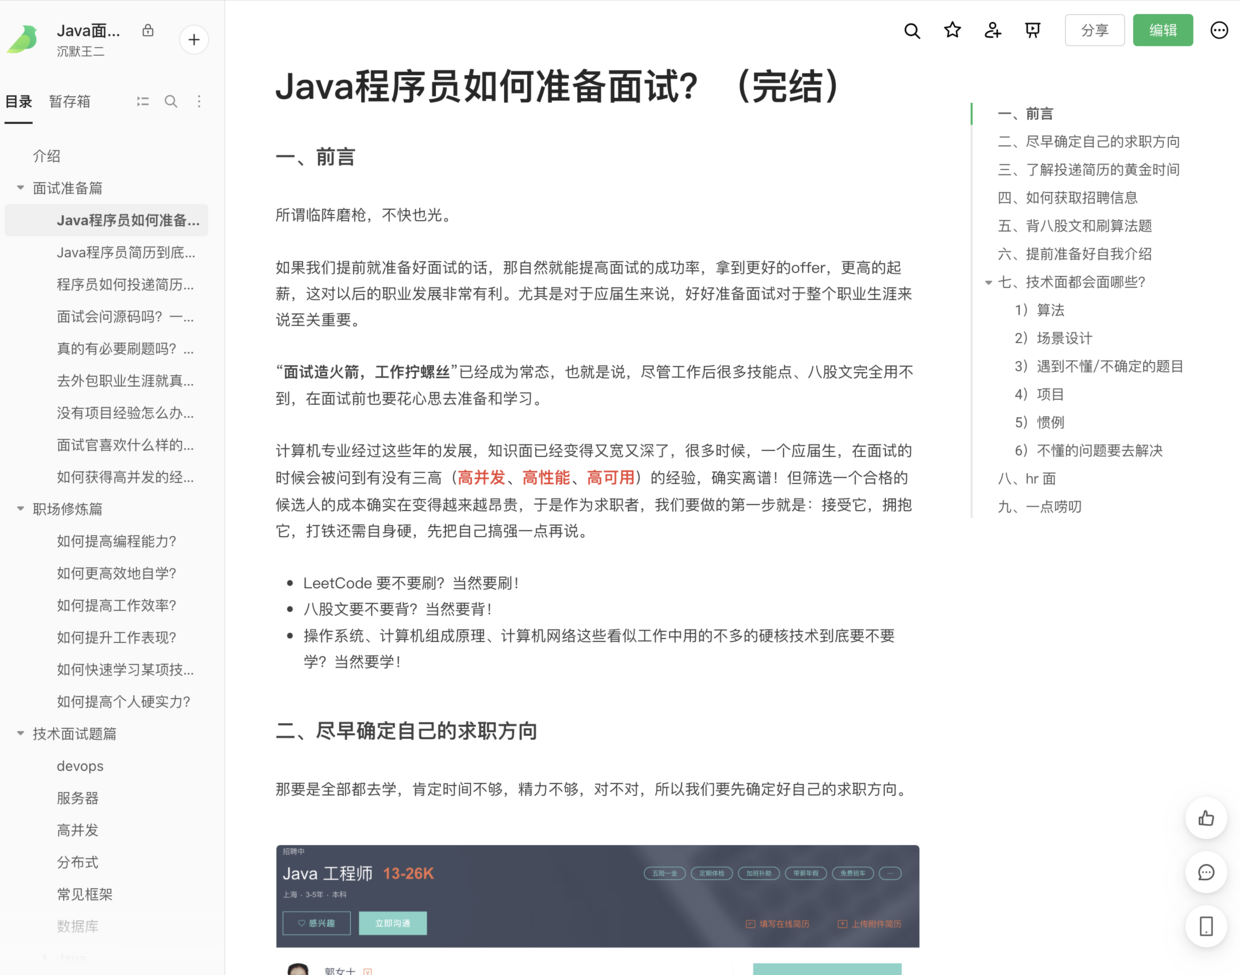 Java面...
沉默王二
分享
编辑
目录 暂存箱
介绍
面试准备篇
Java程序员如何准备...
Java程序员简历到底...
程序员如何投递简历...
面试会问源码吗？一...
真的有必要刷题吗？...
去外包职业生涯就真...
没有项目经验怎么办...
面试官喜欢什么样的...
如何获得高并发的经...
职场修炼篇
如何提高编程能力？
如何更高效地自学？
如何提高工作效率？
如何提升工作表现？
如何快速学习某项技...
如何提高个人硬实力？
技术面试题篇
devops
服务器
高并发
分布式
常见框架
数据库
Java
Java程序员如何准备面试？（完结）
一、前言
所谓临阵磨枪，不快也光。
如果我们提前就准备好面试的话，那自然就能提高面试的成功率，拿到更好的offer，更高的起
薪，这对以后的职业发展非常有利。尤其是对于应届生来说，好好准备面试对于整个职业生涯来
说至关重要。
“面试造火箭，工作拧螺丝”已经成为常态，也就是说，尽管工作后很多技能点、八股文完全用不
到，在面试前也要花心思去准备和学习。
计算机专业经过这些年的发展，知识面已经变得又宽又深了，很多时候，一个应届生，在面试的
时候会被问到有没有三高（高并发、高性能、高可用）的经验，确实离谱！但筛选一个合格的
候选人的成本确实在变得越来越昂贵，于是作为求职者，我们要做的第一步就是：接受它，拥抱
它，打铁还需自身硬，先把自己搞强一点再说。
LeetCode 要不要刷？当然要刷！
八股文要不要背？当然要背！
操作系统、计算机组成原理、计算机网络这些看似工作中用的不多的硬核技术到底要不要
学？当然要学！
二、尽早确定自己的求职方向
那要是全部都去学，肯定时间不够，精力不够，对不对，所以我们要先确定好自己的求职方向。
招聘中
Java 工程师 13-26K
五险一金 定期体检 加班补助 带薪年假 免费班车 ...
上海 · 3-5年 · 本科
感兴趣 立即沟通
填写在线简历 上传附件简历
郭女士
一、前言
二、尽早确定自己的求职方向
三、了解投递简历的黄金时间
四、如何获取招聘信息
五、背八股文和刷算法题
六、提前准备好自我介绍
七、技术面都会面哪些？
1）算法
2）场景设计
3）遇到不懂/不确定的题目
4）项目
5）惯例
6）不懂的问题要去解决
八、hr 面
九、一点唠叨